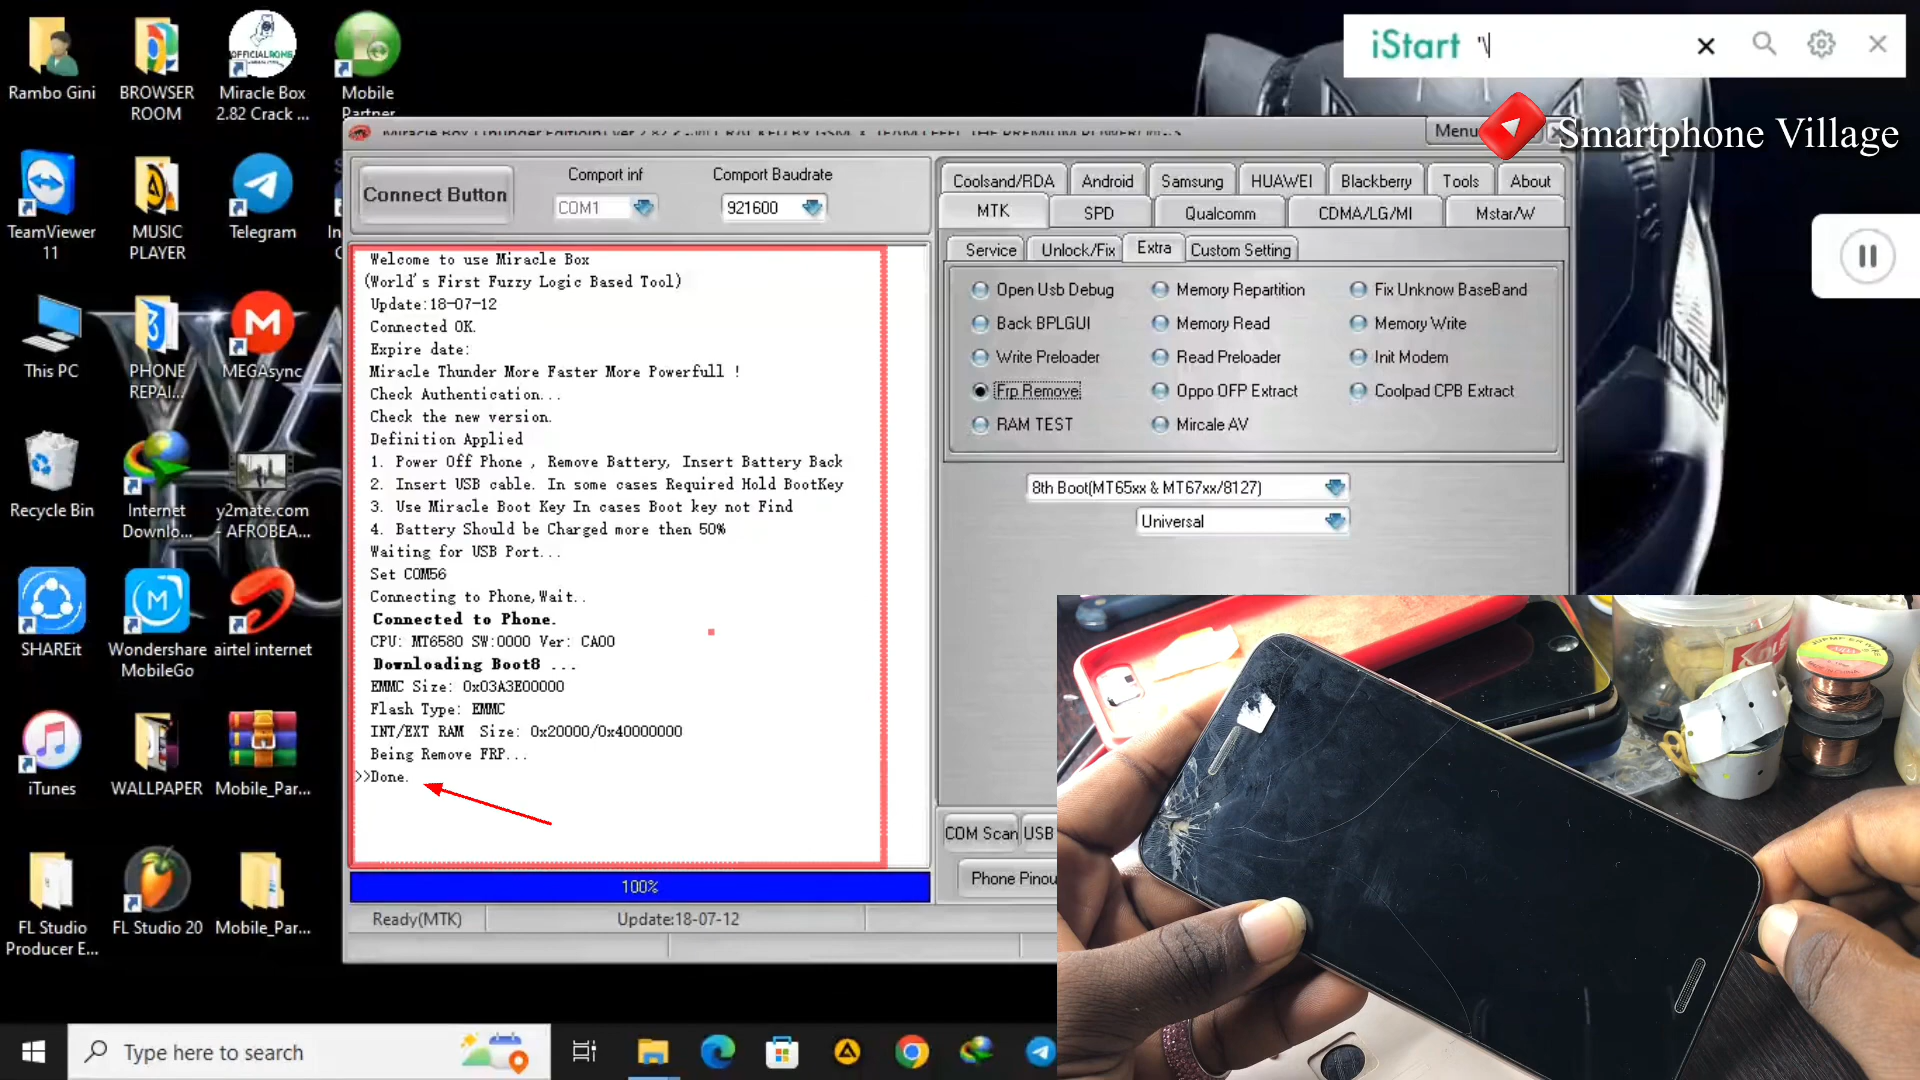 Rambo Gini
BROWSER
ROOM
OFFICIALROMS
Miracle Box
2.82 Crack ...
Mobile
Partner
TeamViewer
11
MUSIC
PLAYER
Telegram
This PC
PHONE
REPAI...
MEGAsync
Recycle Bin
Internet
Downlo...
y2mate.com
- AFROBEA...
SHAREit
Wondershare
MobileGo
airtel internet
iTunes
WALLPAPER
Mobile_Par...
FL Studio
Producer E...
FL Studio 20
Mobile_Par...
iStart
Smartphone Village
Menu
Connect Button
Comport inf
COM1
Comport Baudrate
921600
Welcome to use Miracle Box
(World's First Fuzzy Logic Based Tool)
Update:18-07-12
Connected OK.
Expire date:
Miracle Thunder More Faster More Powerfull !
Check Authentication...
Check the new version.
Definition Applied
1. Power Off Phone , Remove Battery, Insert Battery Back
2. Insert USB cable. In some cases Required Hold BootKey
3. Use Miracle Boot Key In cases Boot key not Find
4. Battery Should be Charged more then 50%
Waiting for USB Port...
Set COM56
Connecting to Phone,Wait..
Connected to Phone.
CPU: MT6580 SW:0000 Ver: CA00
Downloading Boot8 ...
EMMC Size: 0x03A3E00000
Flash Type: EMMC
INT/EXT RAM Size: 0x20000/0x40000000
Being Remove FRP...
>>Done.
100%
Ready(MTK)
Update:18-07-12
Coolsand/RDA
Android
Samsung
HUAWEI
Blackberry
Tools
About
MTK
SPD
Qualcomm
CDMA/LG/MI
Mstar/W
Service
Unlock/Fix
Extra
Custom Setting
Open Usb Debug
Memory Repartition
Fix Unknow BaseBand
Back BPLGUI
Memory Read
Memory Write
Write Preloader
Read Preloader
Init Modem
Frp Remove
Oppo OFP Extract
Coolpad CPB Extract
RAM TEST
Mircale AV
8th Boot(MT65xx & MT67xx/8127)
Universal
COM Scan
USB
Phone Pinou
Type here to search